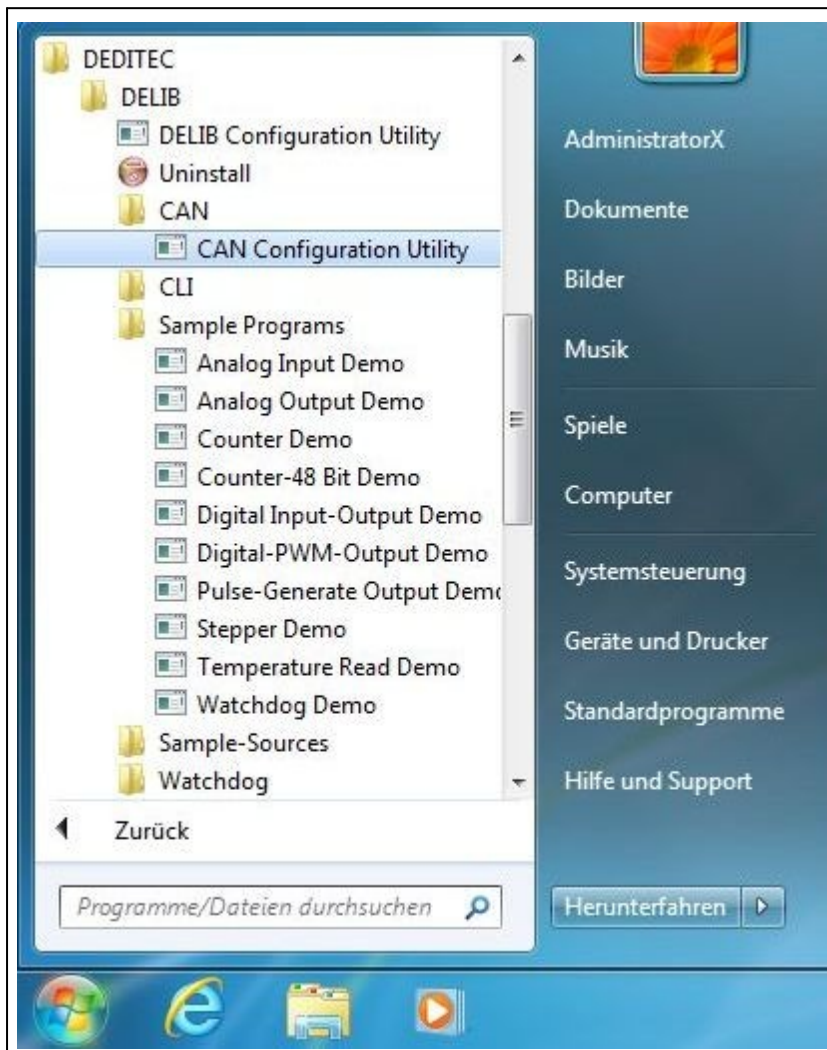 DEDITEC
DELIB
DELIB Configuration Utility
Uninstall
CAN
CAN Configuration Utility
CLI
Sample Programs
Analog Input Demo
Analog Output Demo
Counter Demo
Counter-48 Bit Demo
Digital Input-Output Demo
Digital-PWM-Output Demo
Pulse-Generate Output Demo
Stepper Demo
Temperature Read Demo
Watchdog Demo
Sample-Sources
Watchdog
Zurück
Programme/Dateien durchsuchen
AdministratorX
Dokumente
Bilder
Musik
Spiele
Computer
Systemsteuerung
Geräte und Drucker
Standardprogramme
Hilfe und Support
Herunterfahren